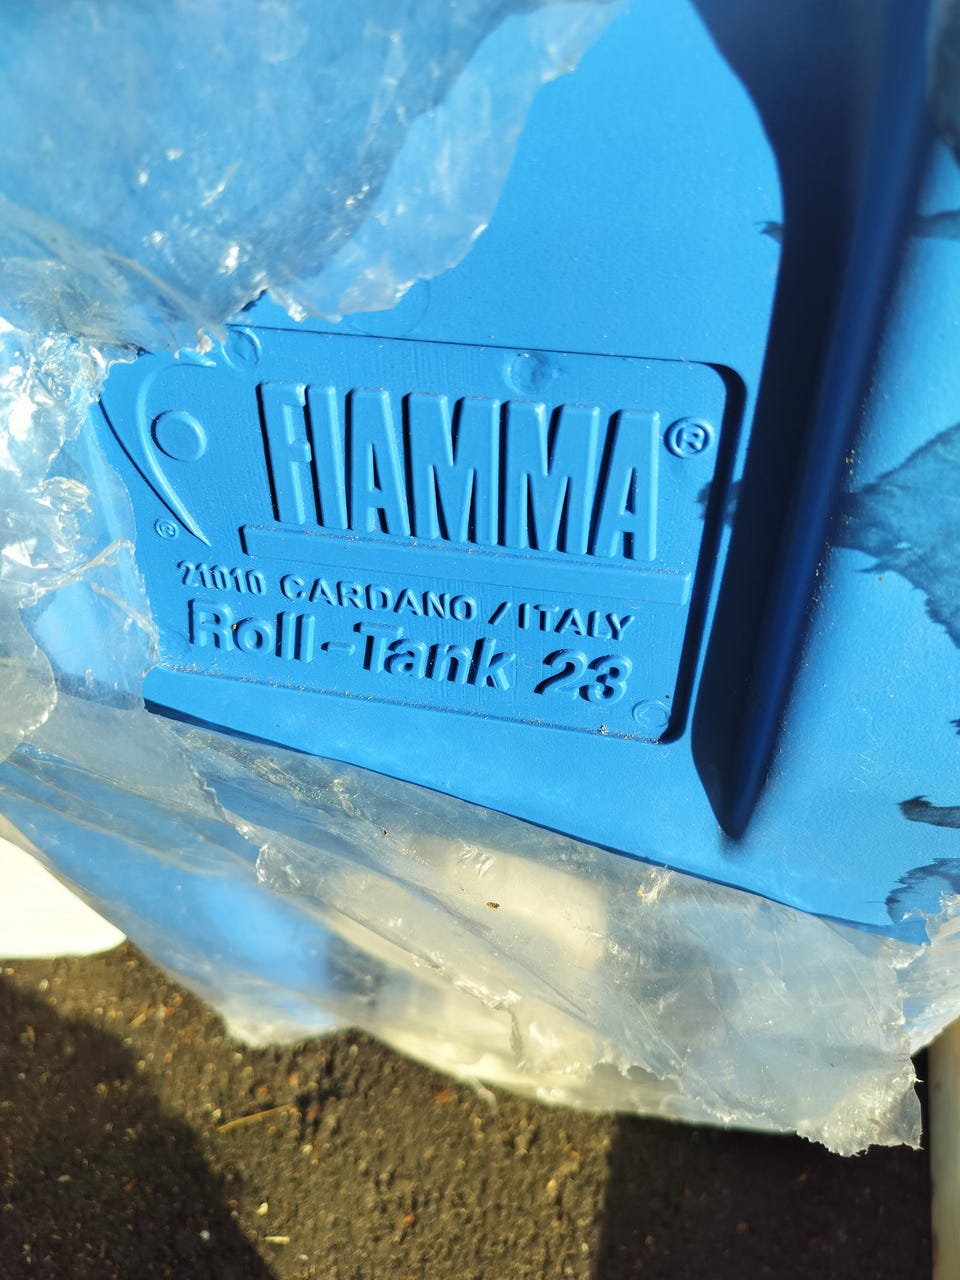 FIAMMA ®
®
21010 CARDANO / ITALY
Roll-Tank 23